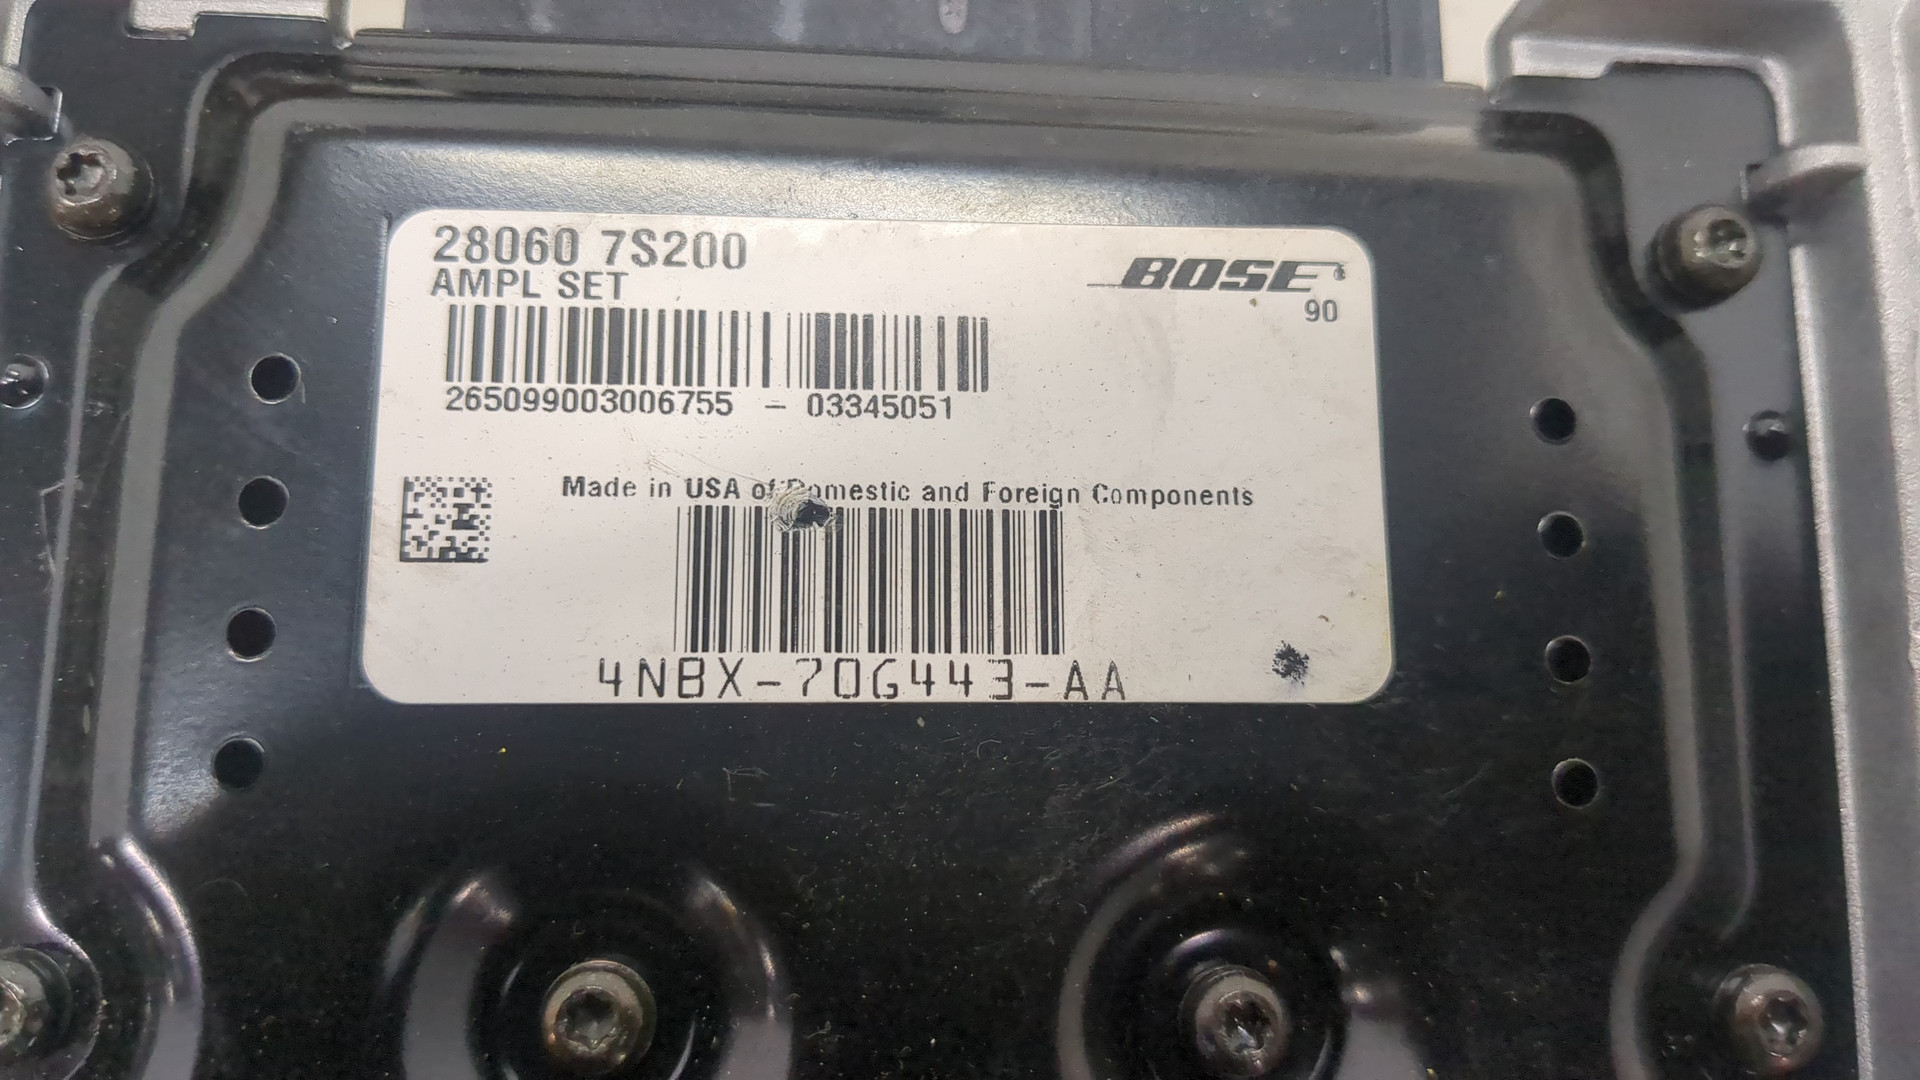 28060 7S200
AMPL SET
BOSE
90
265099003006755 - 03345051
Made in USA of Domestic and Foreign Components
4NBX-70G443-AA